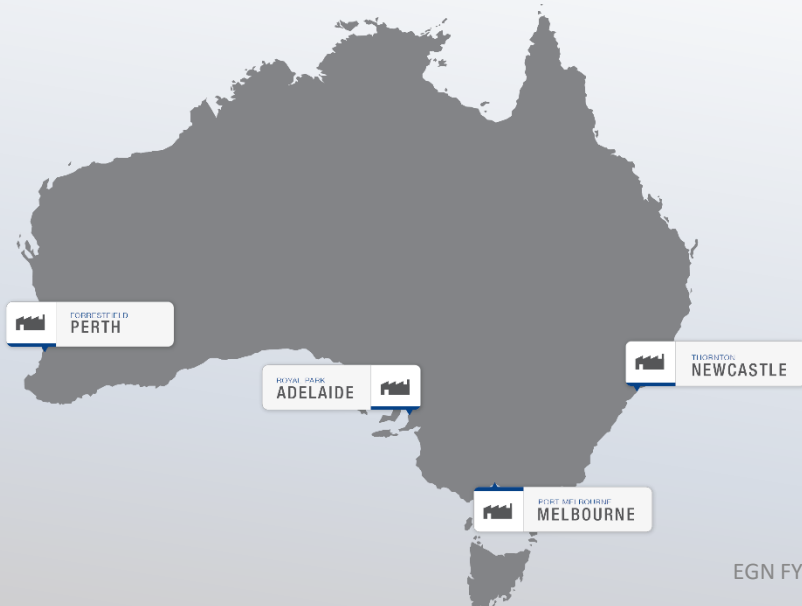 FORRESTFIELD
PERTH
THORNTON
NEWCASTLE
ROYAL PARK
ADELAIDE
PORT MELBOURNE
MELBOURNE
EGN FY